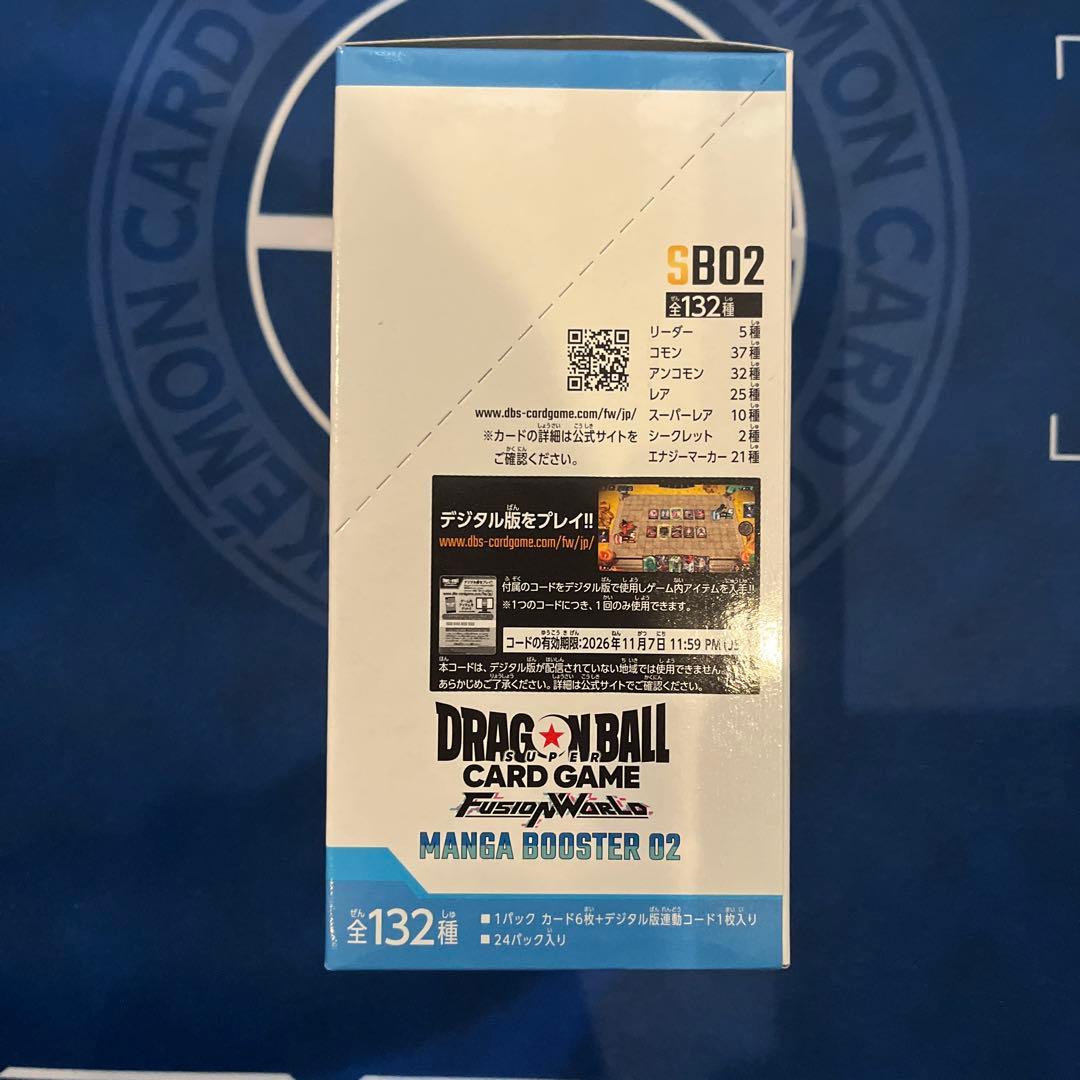 POKÉMON CARD
POKÉMON CARD
SB02
全132種
リーダー 5種
コモン 37種
アンコモン 32種
レア 25種
スーパーレア 10種
シークレット 2種
エナジーマーカー 21種
www.dbs-cardgame.com/fw/jp/
※カードの詳細は公式サイトを
ご確認ください。
デジタル版をプレイ!!
www.dbs-cardgame.com/fw/jp/
付属のコードをデジタル版で使用しゲーム内アイテムを入手!!
※1つのコードにつき、1回のみ使用できます。
コードの有効期限:2026年11月7日 11:59 PM
本コードは、デジタル版が配信されていない地域では使用できません。
あらかじめご了承ください。詳細は公式サイトでご確認ください。
DRAGON BALL
SUPER
CARD GAME
FUSION WORLD
MANGA BOOSTER 02
全132種
■1パック カード6枚+デジタル版連動コード1枚入り
■24パック入り